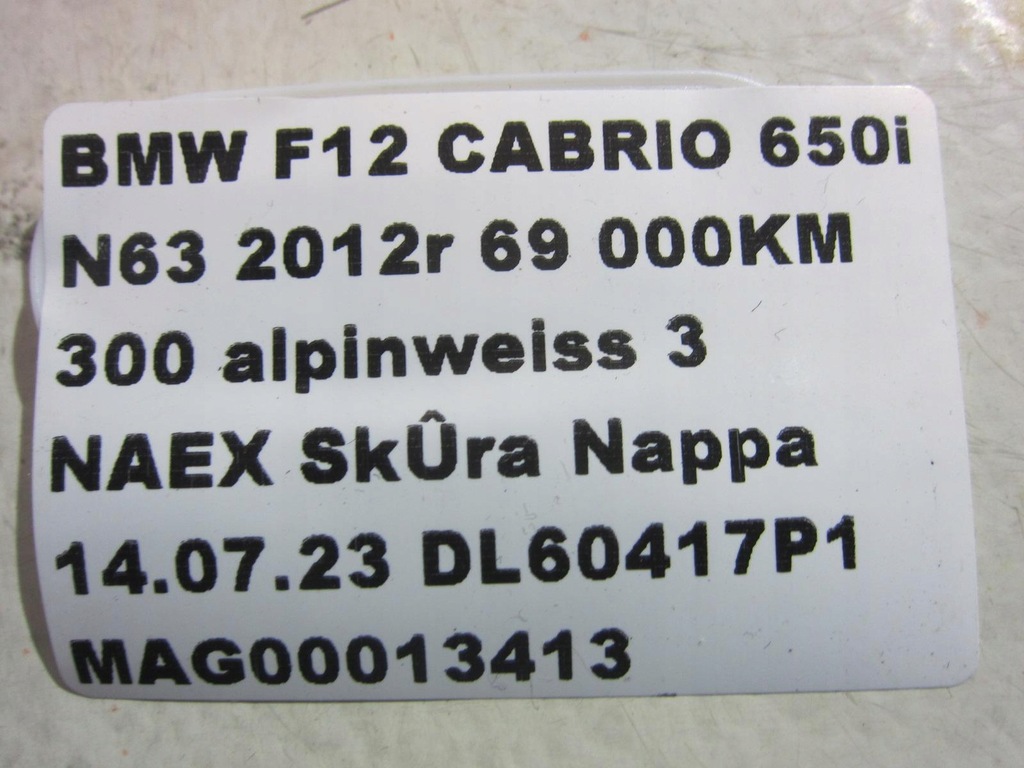 BMW F12 CABRIO 650i
N63 2012r 69 000KM
300 alpinweiss 3
NAEX SkÛra Nappa
14.07.23 DL60417P1
MAG00013413